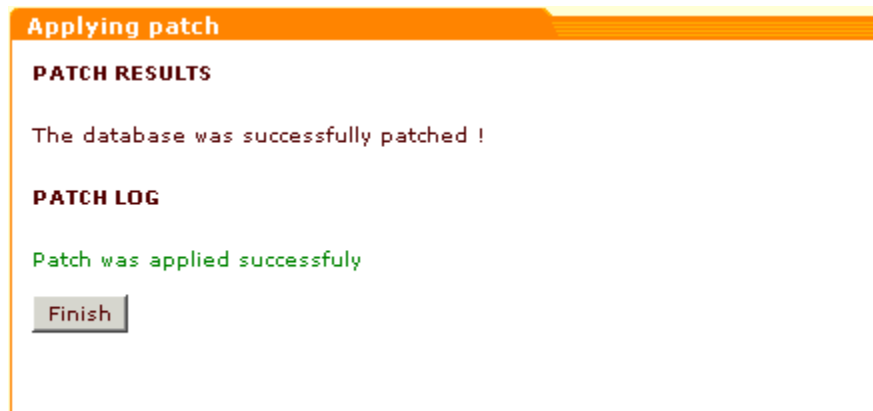 Applying patch
PATCH RESULTS
The database was successfully patched !
PATCH LOG
Patch was applied successfuly
Finish